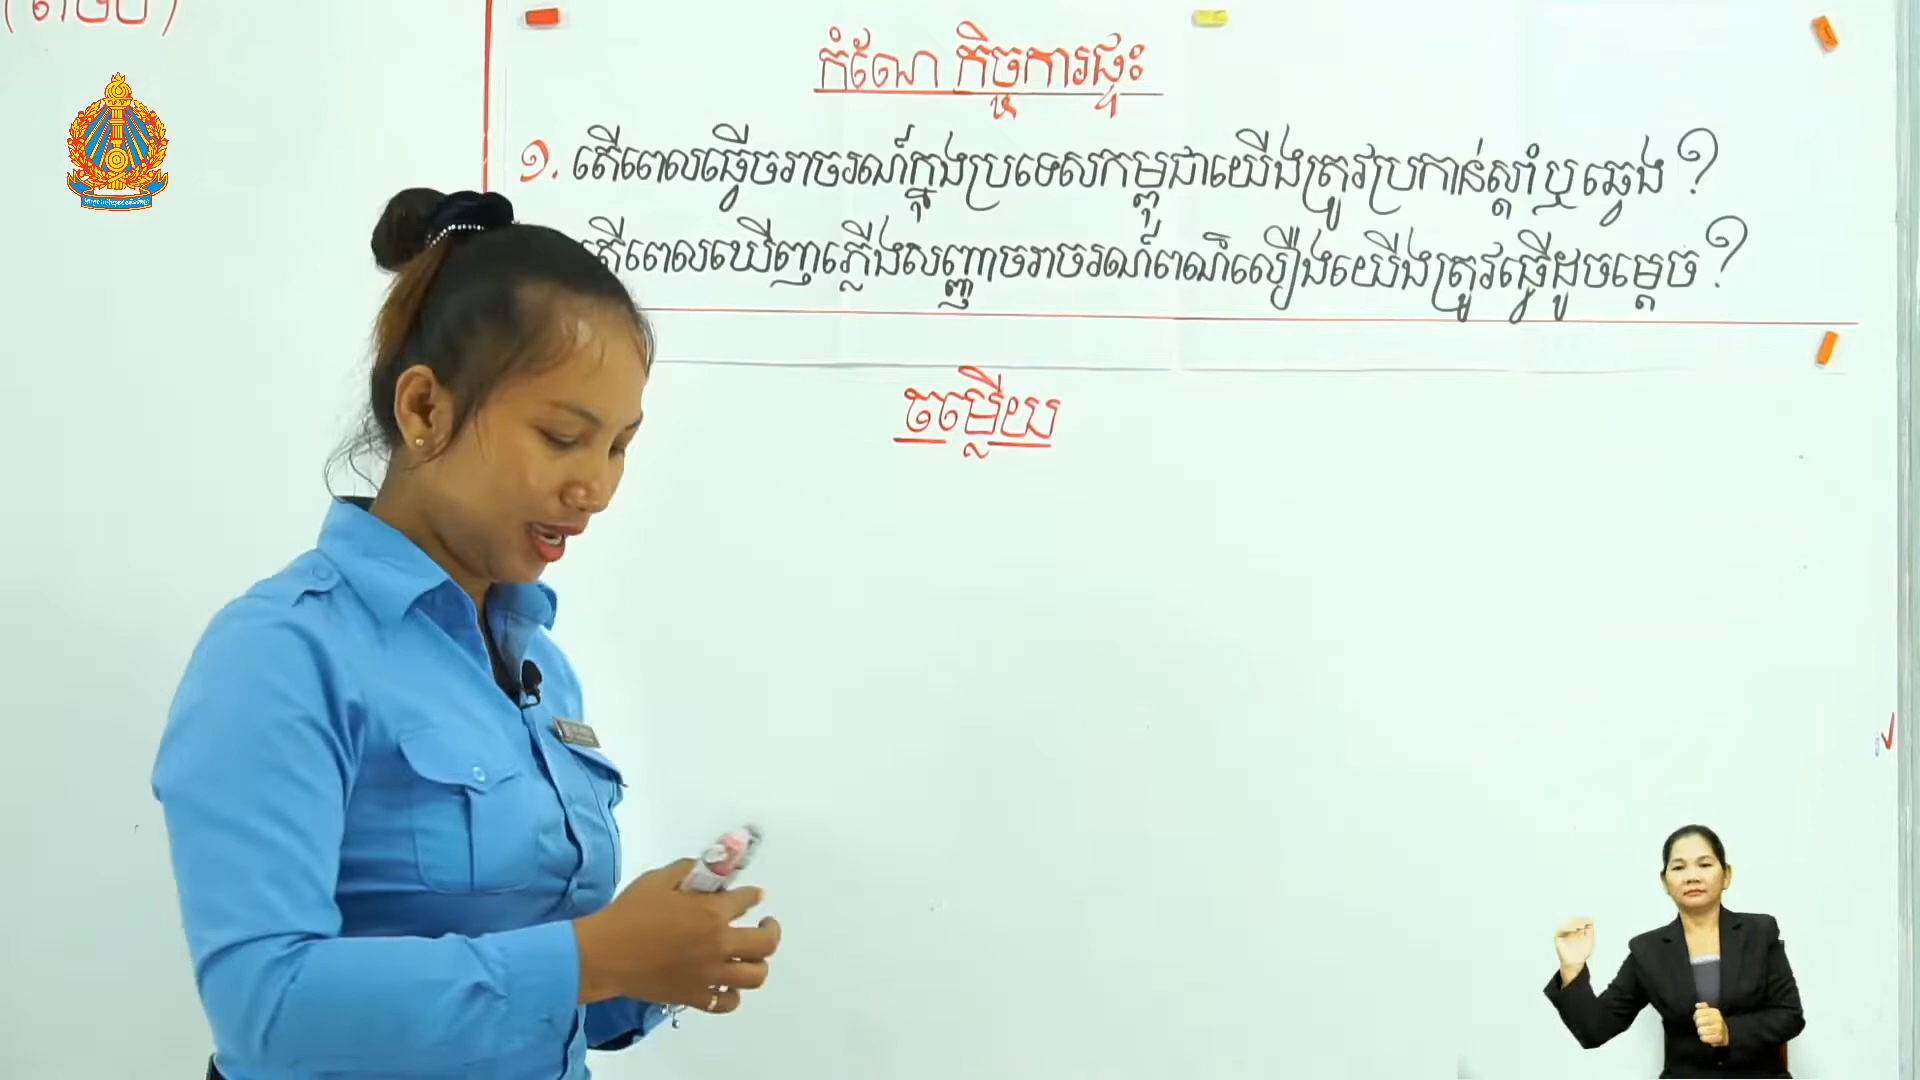 កំណែ កិច្ចការផ្ទះ
១. តើពេលធ្វើចរាចរណ៍ក្នុងប្រទេសកម្ពុជាយើងត្រូវប្រកាន់ស្ដាំឬឆ្វេង?
តើពេលឃើញភ្លើងសញ្ញាចរាចរណ៍ពណ៌លឿងយើងត្រូវធ្វើដូចម្ដេច?
ចម្លើយ